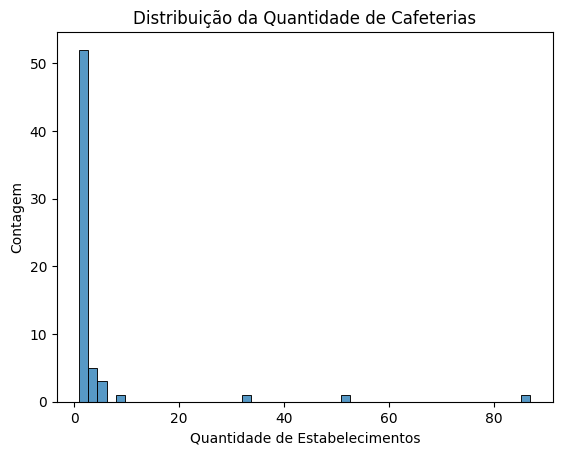 Distribuição da Quantidade de Cafeterias
Contagem
50
40
30
20
10
0
0 20 40 60 80
Quantidade de Estabelecimentos